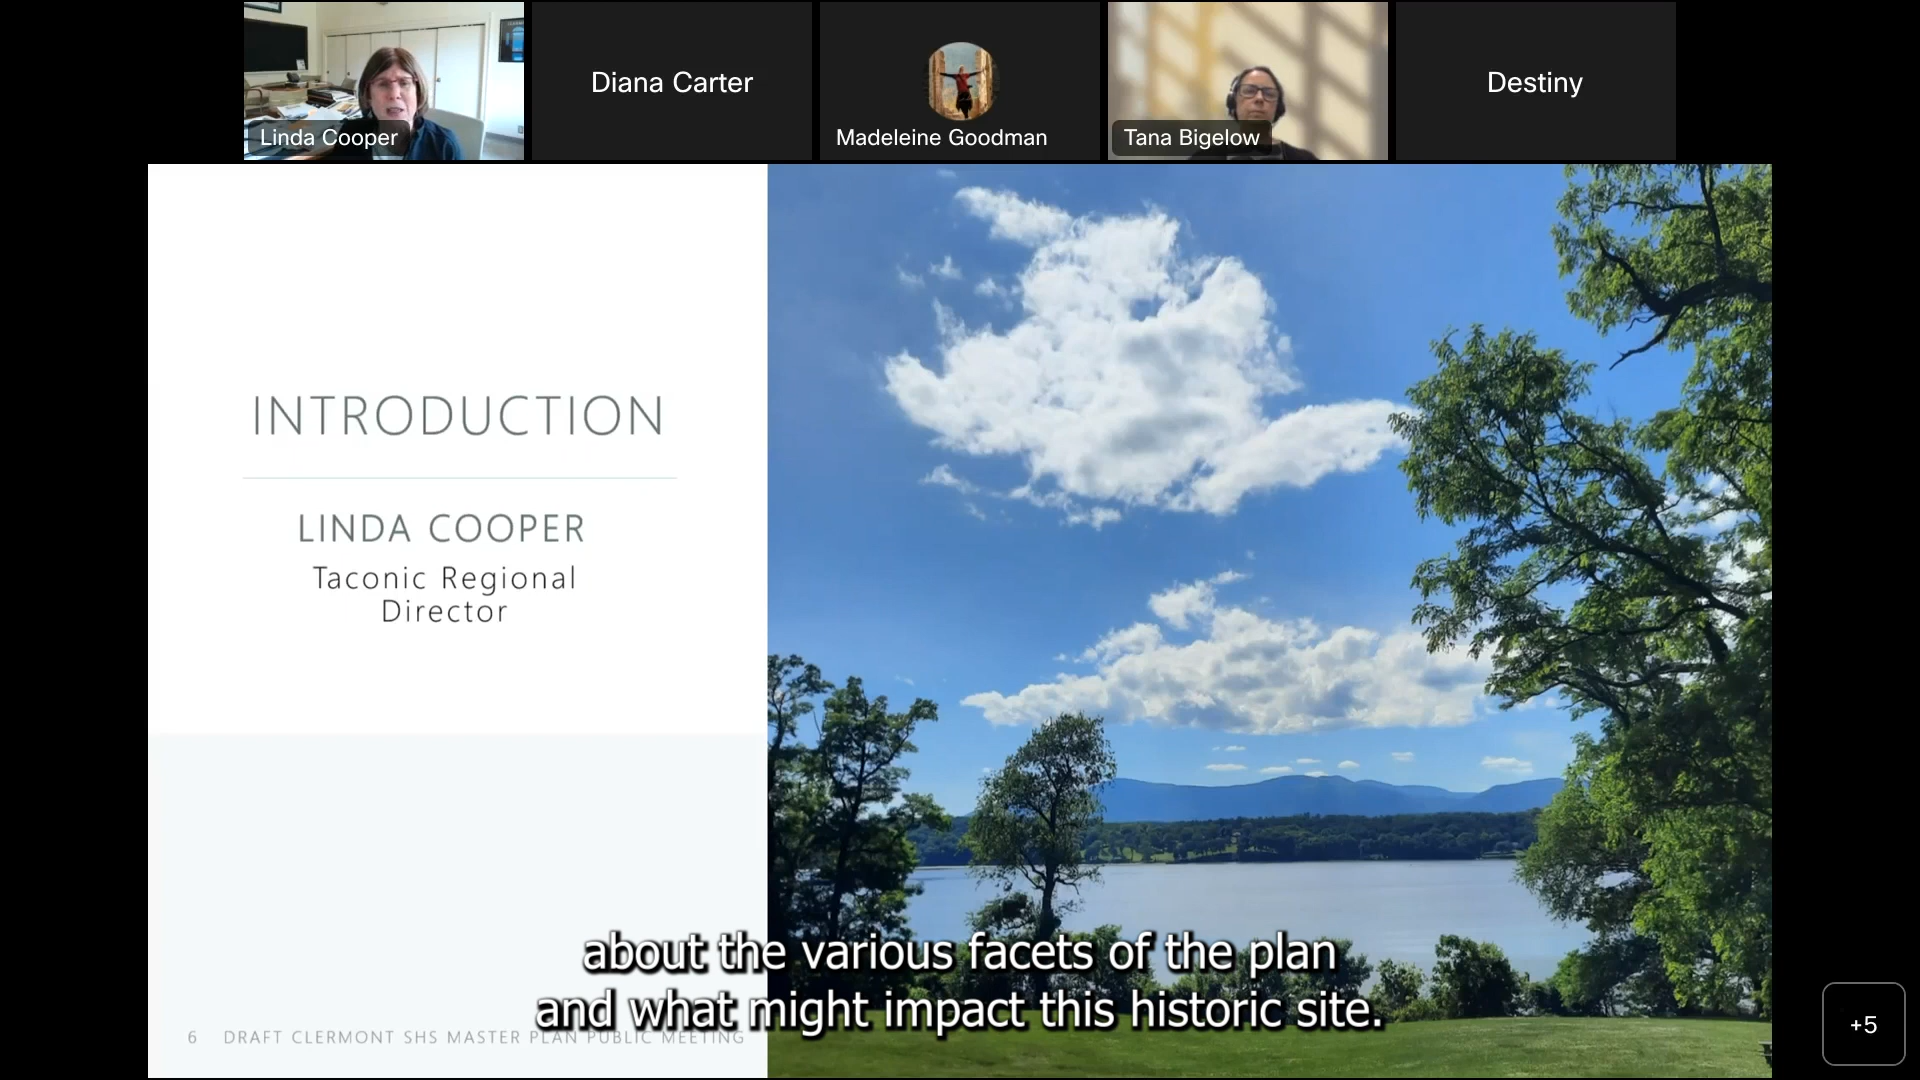 Linda Cooper
Diana Carter
Madeleine Goodman
Tana Bigelow
Destiny
INTRODUCTION
LINDA COOPER
Taconic Regional
Director
about the various facets of the plan
and what might impact this historic site.
6 DRAFT CLERMONT SHS MASTER PLAN PUBLIC MEETING
+5